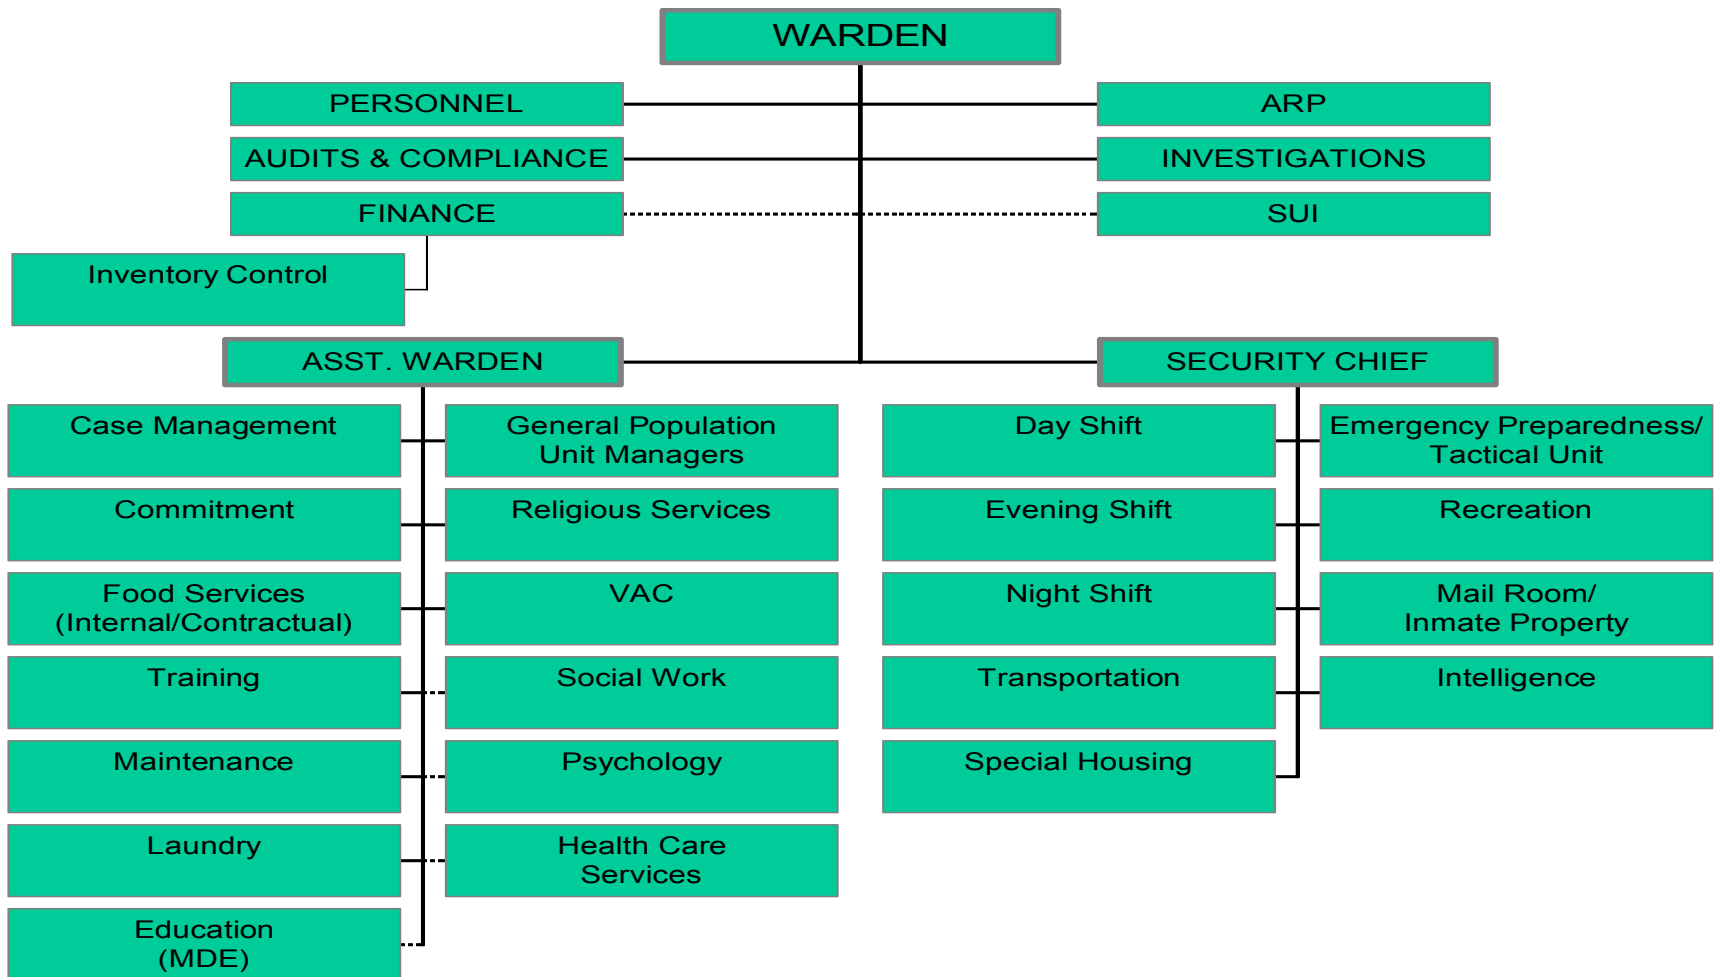 WARDEN
PERSONNEL
ARP
AUDITS & COMPLIANCE
INVESTIGATIONS
FINANCE
SUI
Inventory Control
ASST. WARDEN
SECURITY CHIEF
Case Management
General Population
Unit Managers
Day Shift
Emergency Preparedness/
Tactical Unit
Commitment
Religious Services
Evening Shift
Recreation
Food Services
(Internal/Contractual)
VAC
Night Shift
Mail Room/
Inmate Property
Training
Social Work
Transportation
Intelligence
Maintenance
Psychology
Special Housing
Laundry
Health Care
Services
Education
(MDE)